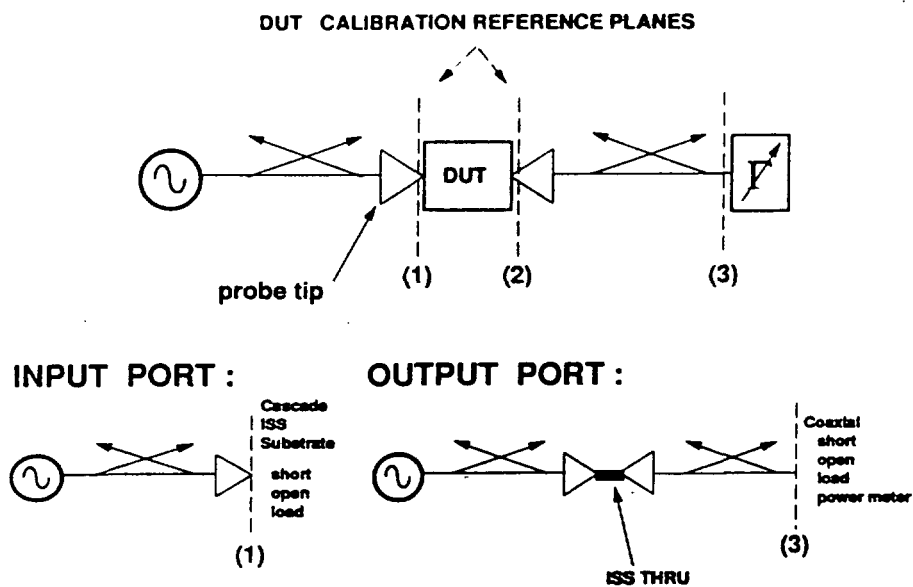 DUT CALIBRATION REFERENCE PLANES
DUT
Γ
(1)
(2)
(3)
probe tip
INPUT PORT :
OUTPUT PORT :
Cascade
ISS
Substrate
short
open
load
(1)
Coaxial
short
open
load
power meter
(3)
ISS THRU